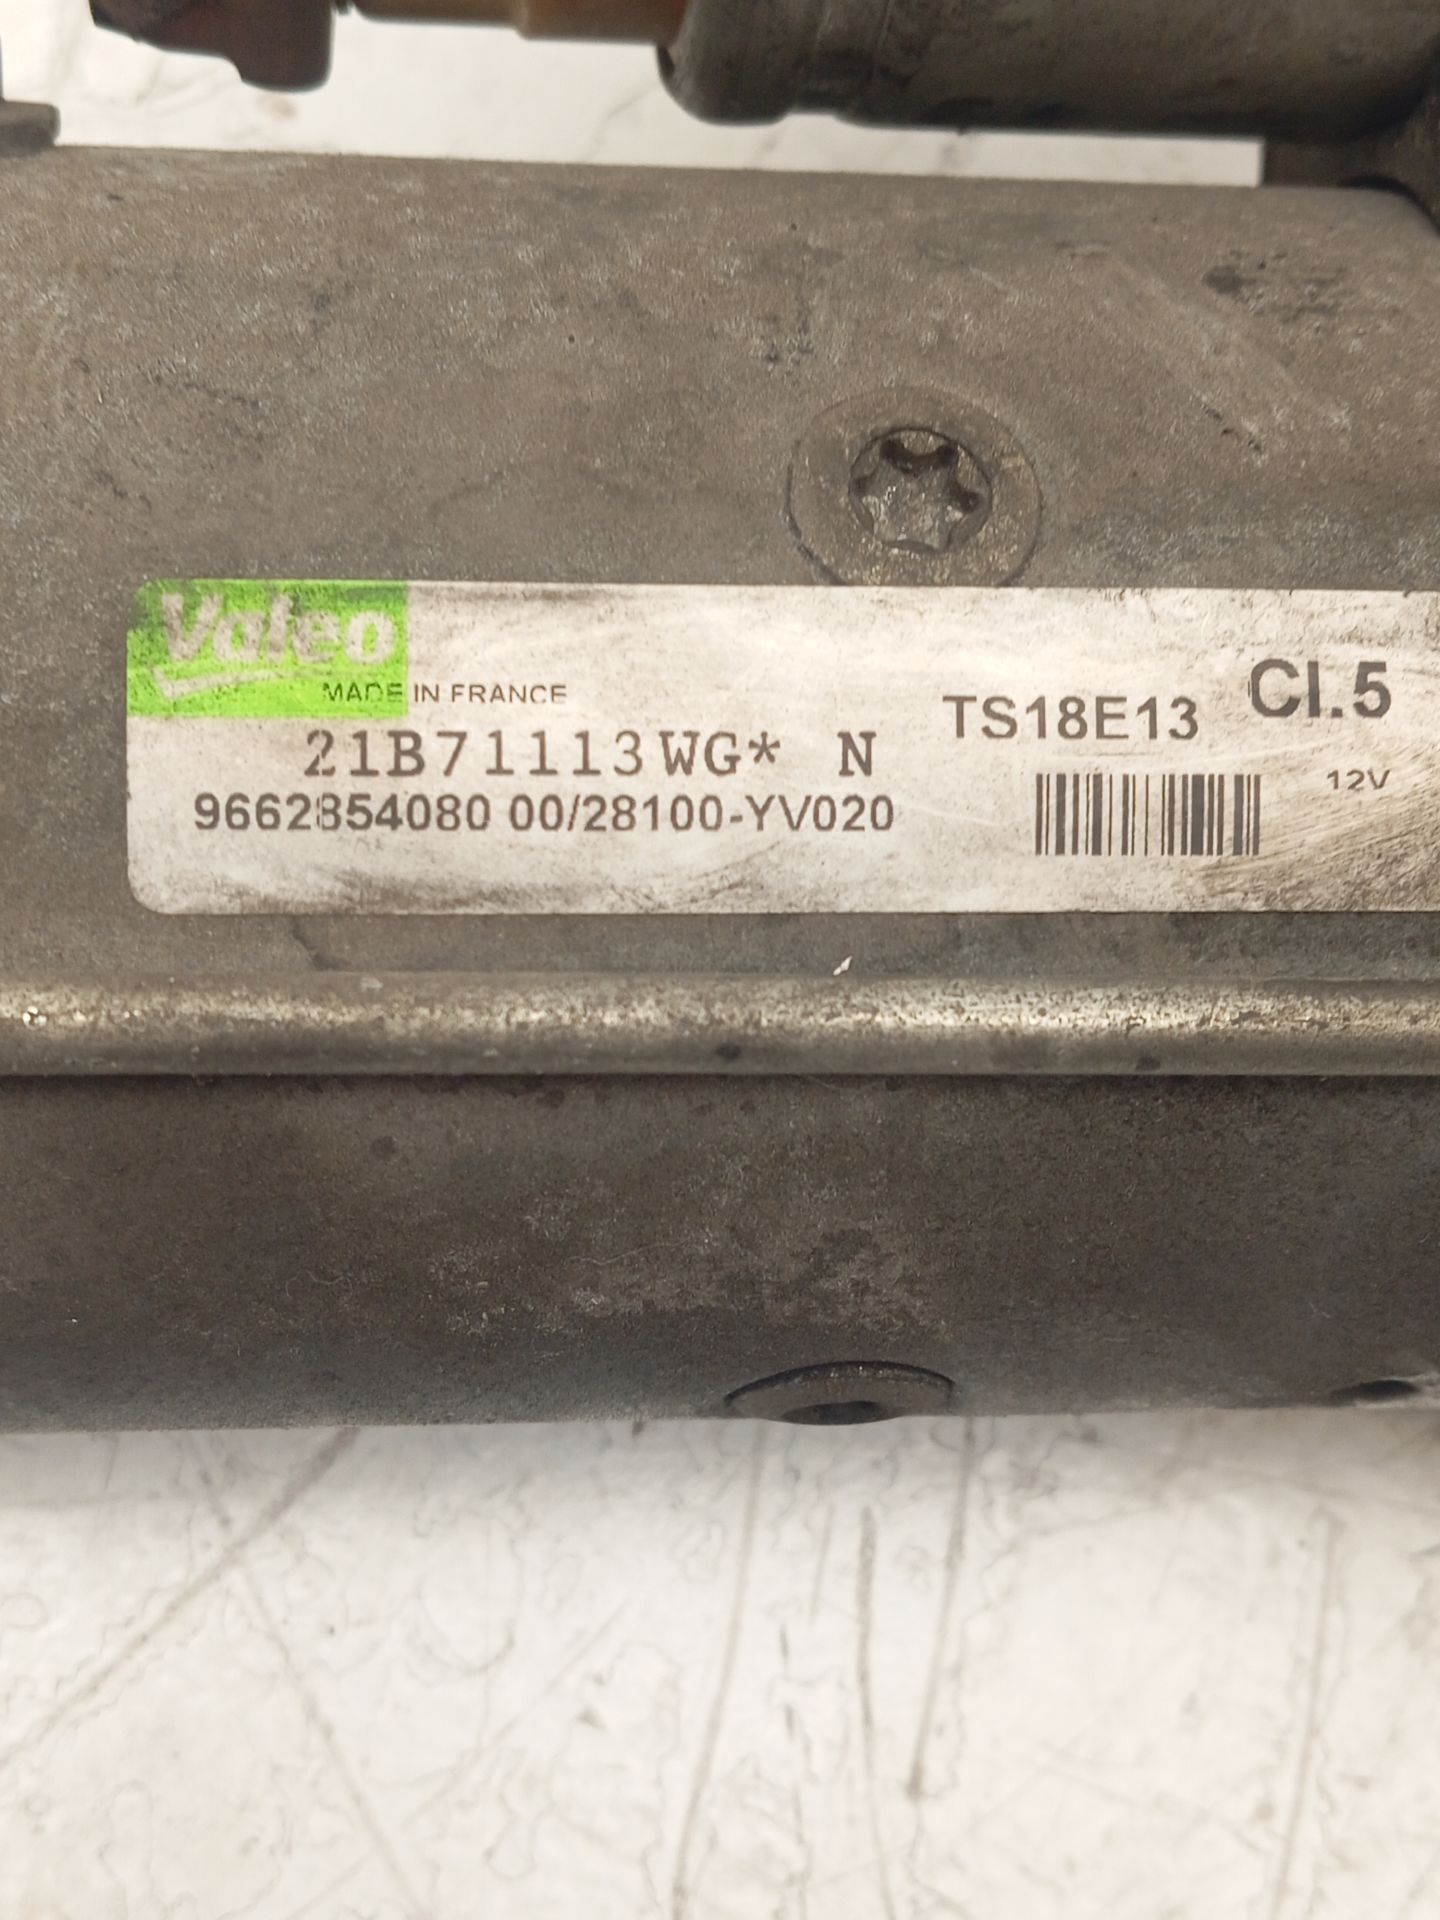 Valeo
MADE IN FRANCE
21B71113WG* N
9662854080 00/28100-YV020
TS18E13
Cl.5
12V